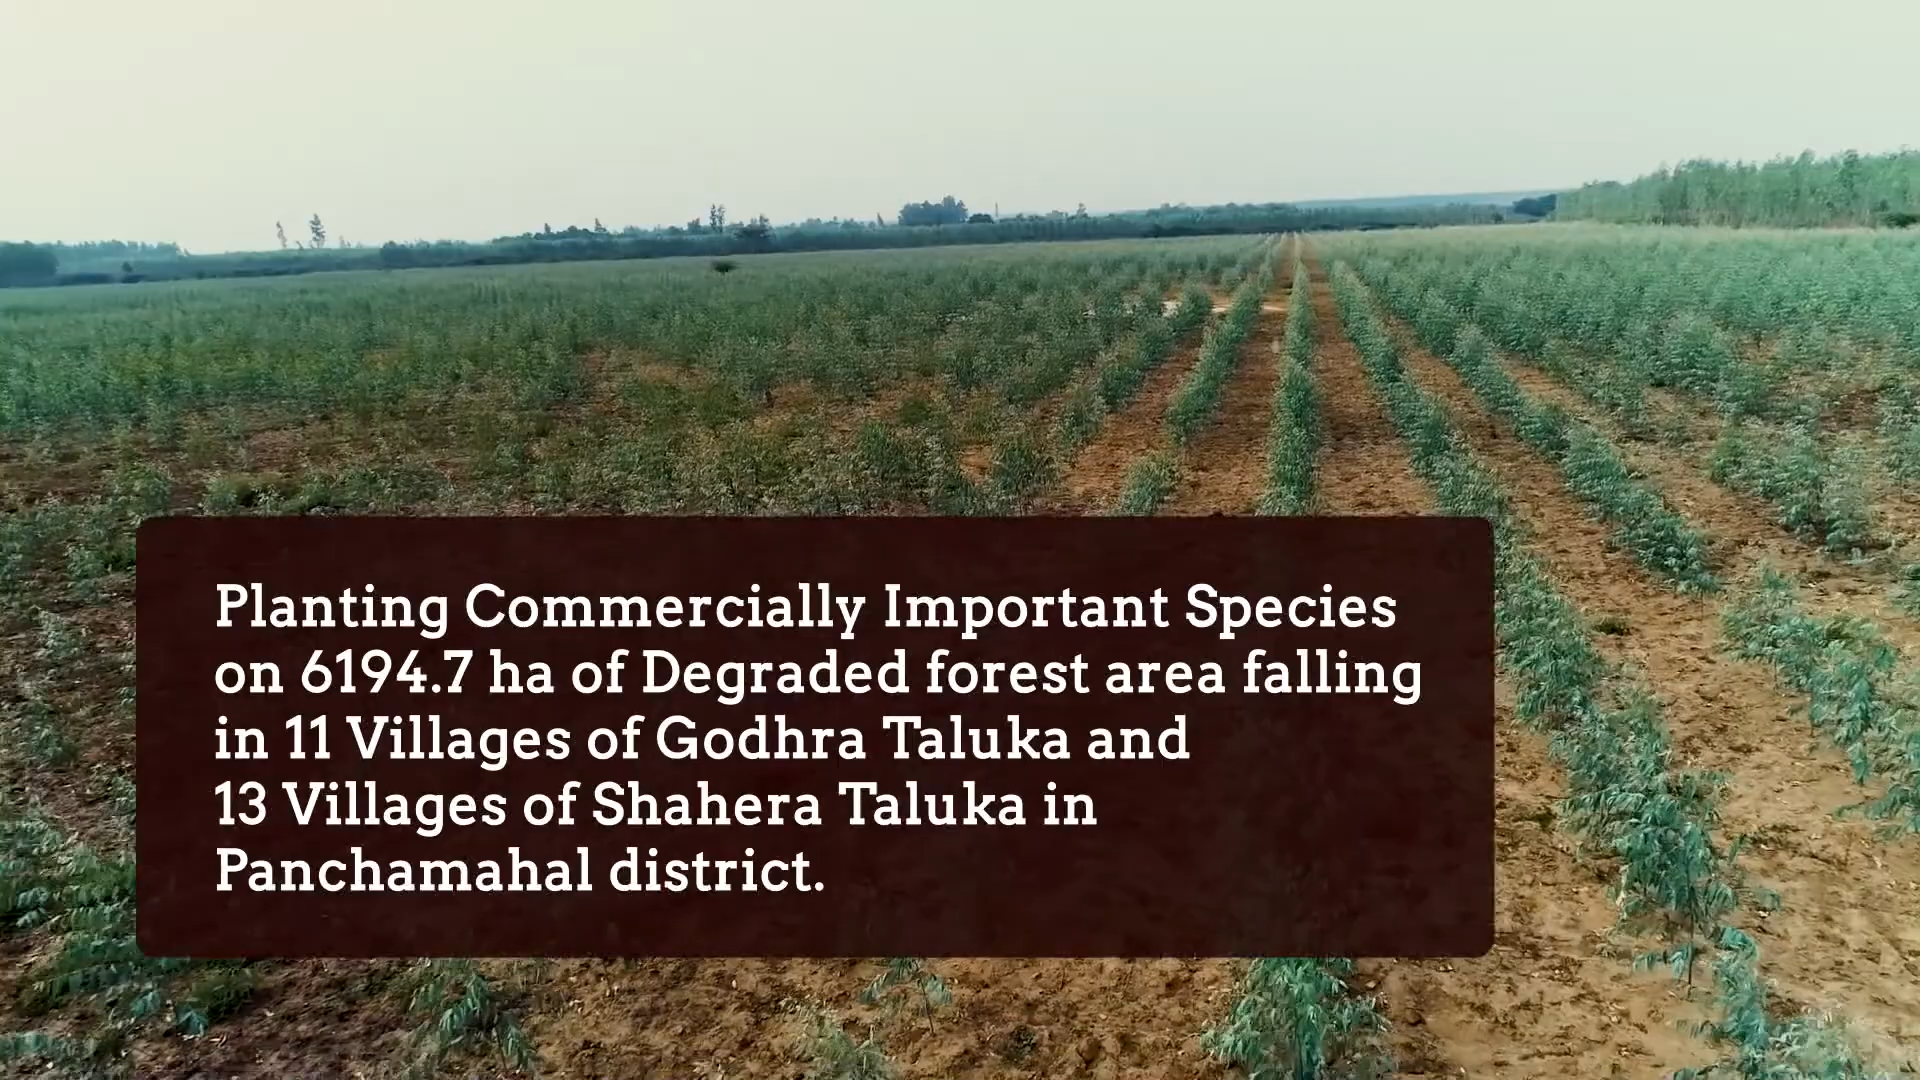 Planting Commercially Important Species
on 6194.7 ha of Degraded forest area falling
in 11 Villages of Godhra Taluka and
13 Villages of Shahera Taluka in
Panchamahal district.